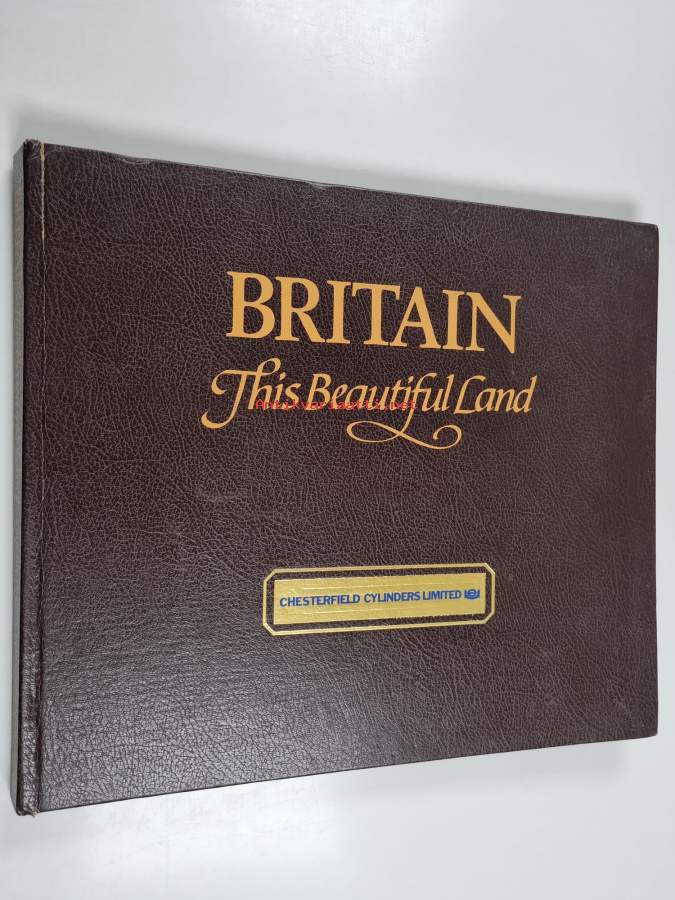 BRITAIN
This Beautiful Land
CHESTERFIELD CYLINDERS LIMITED